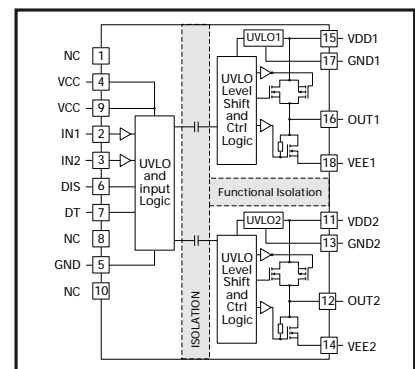 NC 1
VCC 4
VCC 9
IN1 2
IN2 3
DIS 6
DT 7
NC 8
GND 5
NC 10
UVLO
and
input
Logic
ISOLATION
UVLO1
UVLO
Level
Shift
and
Ctrl
Logic
15 VDD1
17 GND1
16 OUT1
18 VEE1
Functional Isolation
UVLO2
UVLO
Level
Shift
and
Ctrl
Logic
11 VDD2
13 GND2
12 OUT2
14 VEE2